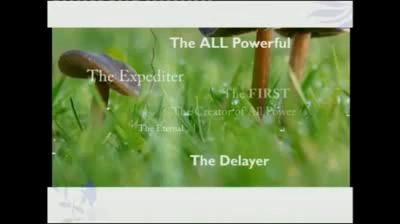 The ALL Powerful
The Expediter
The FIRST
The Creator of All Power
The Eternal
The Delayer